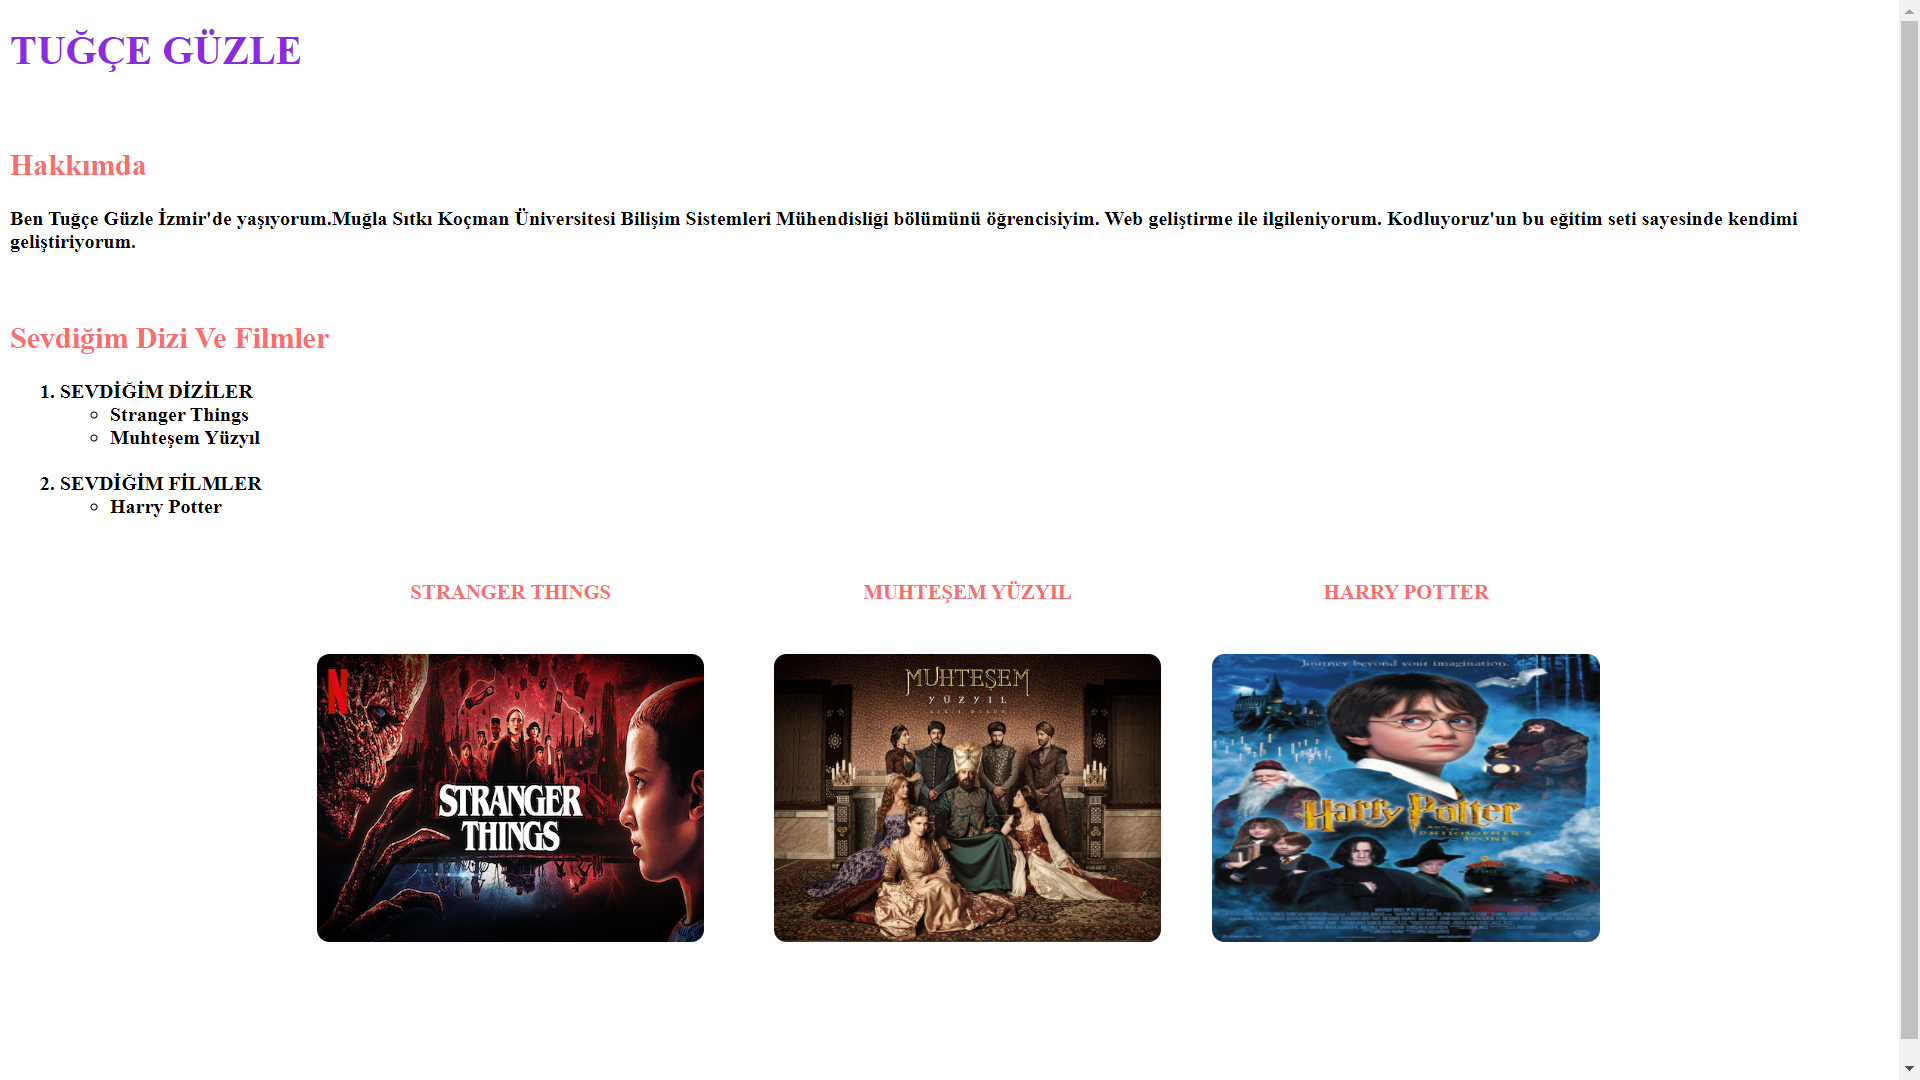 TUĞÇE GÜZLE
Hakkımda
Ben Tuğçe Güzle İzmir'de yaşıyorum.Muğla Sıtkı Koçman Üniversitesi Bilişim Sistemleri Mühendisliği bölümünü öğrencisiyim. Web geliştirme ile ilgileniyorum. Kodluyoruz'un bu eğitim seti sayesinde kendimi
geliştiriyorum.
Sevdiğim Dizi Ve Filmler
1. SEVDİĞİM DİZİLER
Stranger Things
Muhteşem Yüzyıl
2. SEVDİĞİM FİLMLER
Harry Potter
STRANGER THINGS
MUHTEŞEM YÜZYIL
HARRY POTTER
N
STRANGER
THINGS
MUHTEŞEM
YÜZYIL
Journey beyond your imagination.
Harry Potter
AND THE
PHILOSOPHER'S
STONE